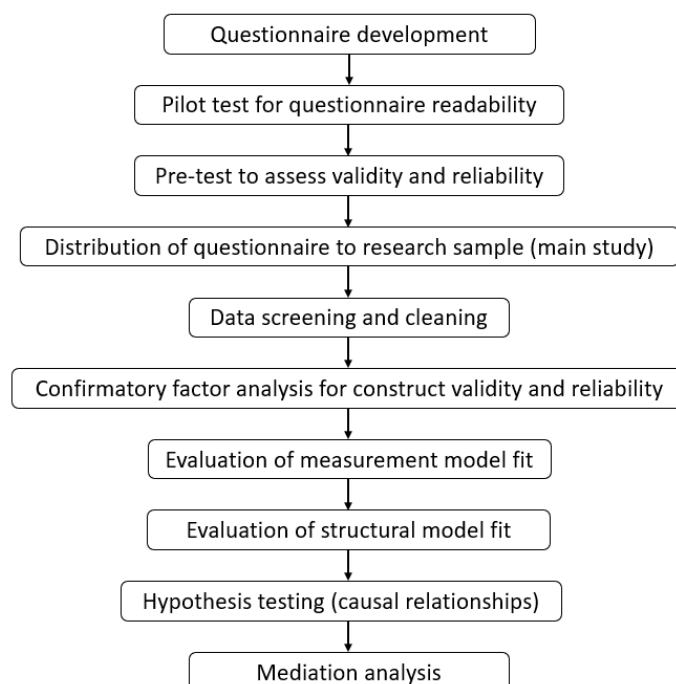 Questionnaire development
Pilot test for questionnaire readability
Pre-test to assess validity and reliability
Distribution of questionnaire to research sample (main study)
Data screening and cleaning
Confirmatory factor analysis for construct validity and reliability
Evaluation of measurement model fit
Evaluation of structural model fit
Hypothesis testing (causal relationships)
Mediation analysis